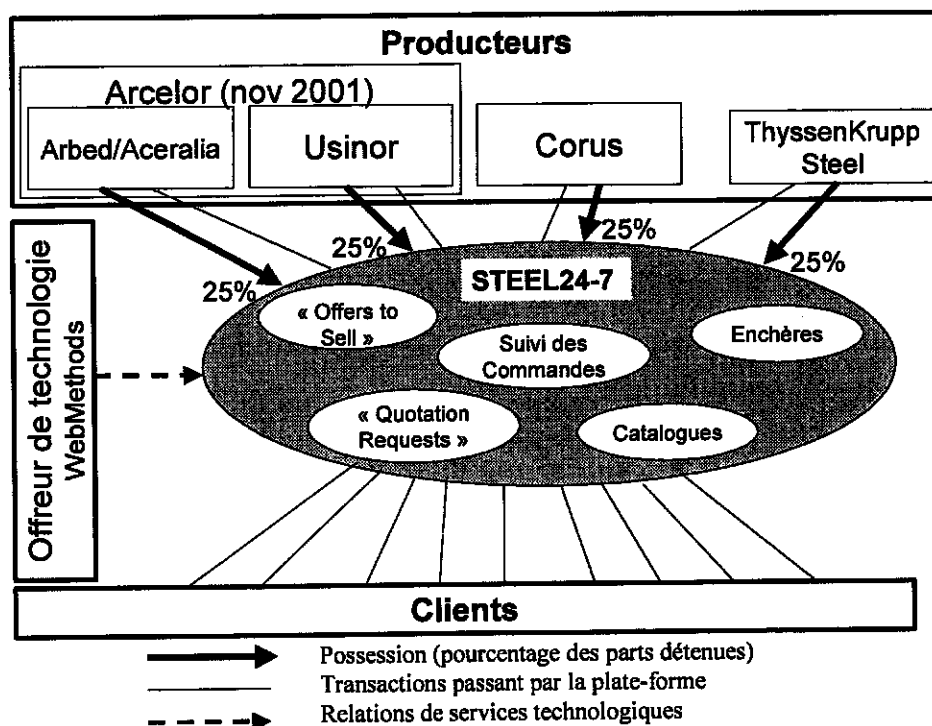 Producteurs
Arcelor (nov 2001)
Arbed/Aceralia
Usinor
Corus
ThyssenKrupp
Steel
Offreur de technologie
WebMethods
25%
25%
25%
25%
STEEL24-7
« Offers to
Sell »
Suivi des
Commandes
Enchères
« Quotation
Requests »
Catalogues
Clients
Possession (pourcentage des parts détenues)
Transactions passant par la plate-forme
Relations de services technologiques